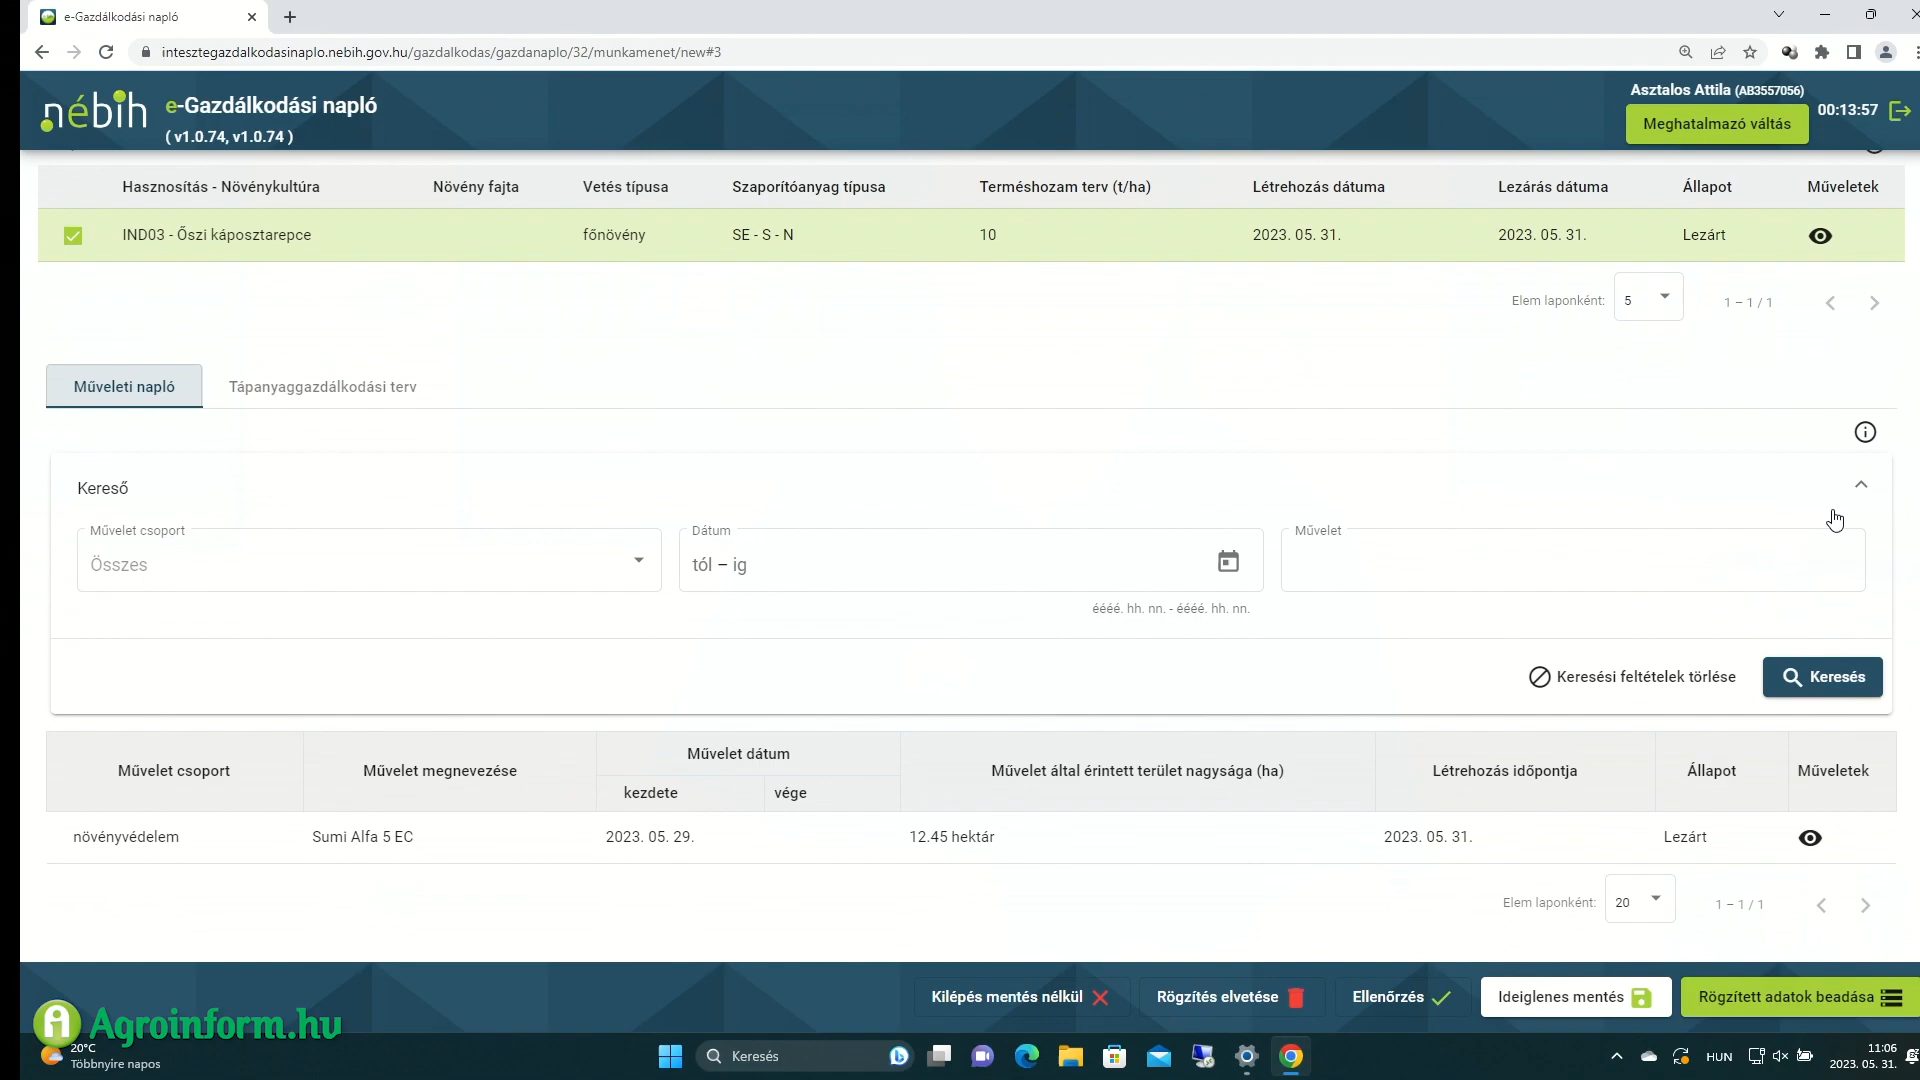 e-Gazdálkodási napló
intesztegazdalkodasinaplo.nebih.gov.hu/gazdalkodas/gazdanaplo/32/munkamenet/new#3
nébih
e-Gazdálkodási napló
( v1.0.74, v1.0.74 )
Asztalos Attila (AB3557056)
Meghatalmazó váltás
00:13:57
Hasznosítás - Növénykultúra Növény fajta Vetés típusa Szaporítóanyag típusa Terméshozam terv (t/ha) Létrehozás dátuma Lezárás dátuma Állapot Műveletek
IND03 - Őszi káposztarepce főnövény SE - S - N 10 2023. 05. 31. 2023. 05. 31. Lezárt
Elem laponként: 5 1 – 1 / 1
Műveleti napló Tápanyaggazdálkodási terv
Kereső
Művelet csoport Dátum Művelet
Összes tól – ig
éééé. hh. nn. - éééé. hh. nn.
Keresési feltételek törlése Keresés
Művelet csoport Művelet megnevezése Művelet dátum Művelet által érintett terület nagysága (ha) Létrehozás időpontja Állapot Műveletek
kezdete vége
növényvédelem Sumi Alfa 5 EC 2023. 05. 29. 12.45 hektár 2023. 05. 31. Lezárt
Elem laponként: 20 1 – 1 / 1
Kilépés mentés nélkül Rögzítés elvetése Ellenőrzés Ideiglenes mentés Rögzített adatok beadása
Agroinform.hu
20°C
Többnyire napos
Keresés
HUN
11:06
2023. 05. 31.